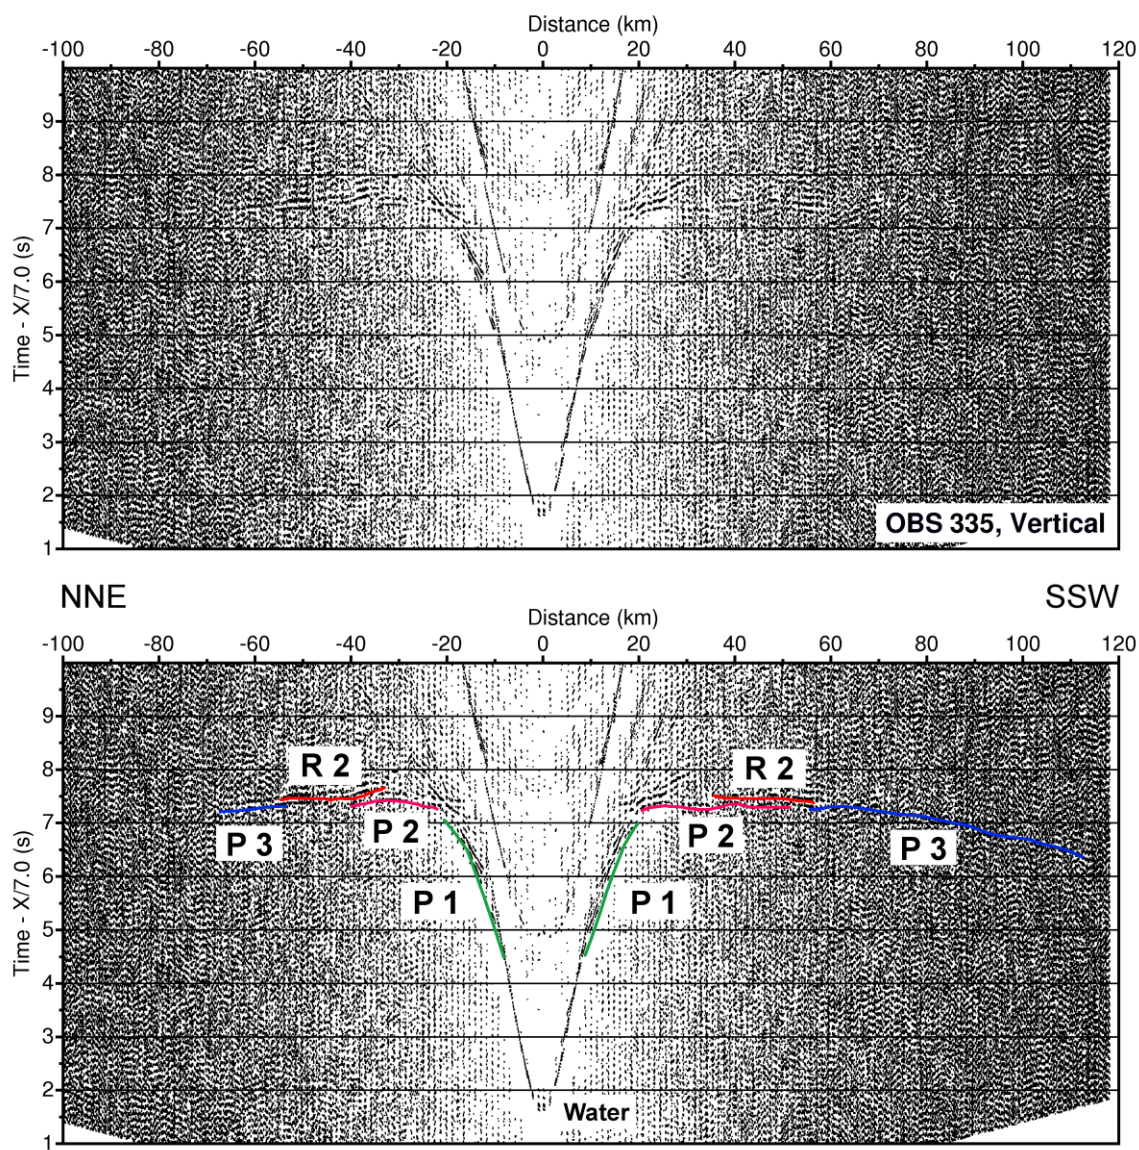 Distance (km)
-100 -80 -60 -40 -20 0 20 40 60 80 100 120
9
8
7
6
5
4
3
2
1
Time - X/7.0 (s)
OBS 335, Vertical
NNE SSW
Distance (km)
-100 -80 -60 -40 -20 0 20 40 60 80 100 120
9
8
7
6
5
4
3
2
1
Time - X/7.0 (s)
R 2 R 2
P 3 P 2 P 2 P 3
P 1 P 1
Water